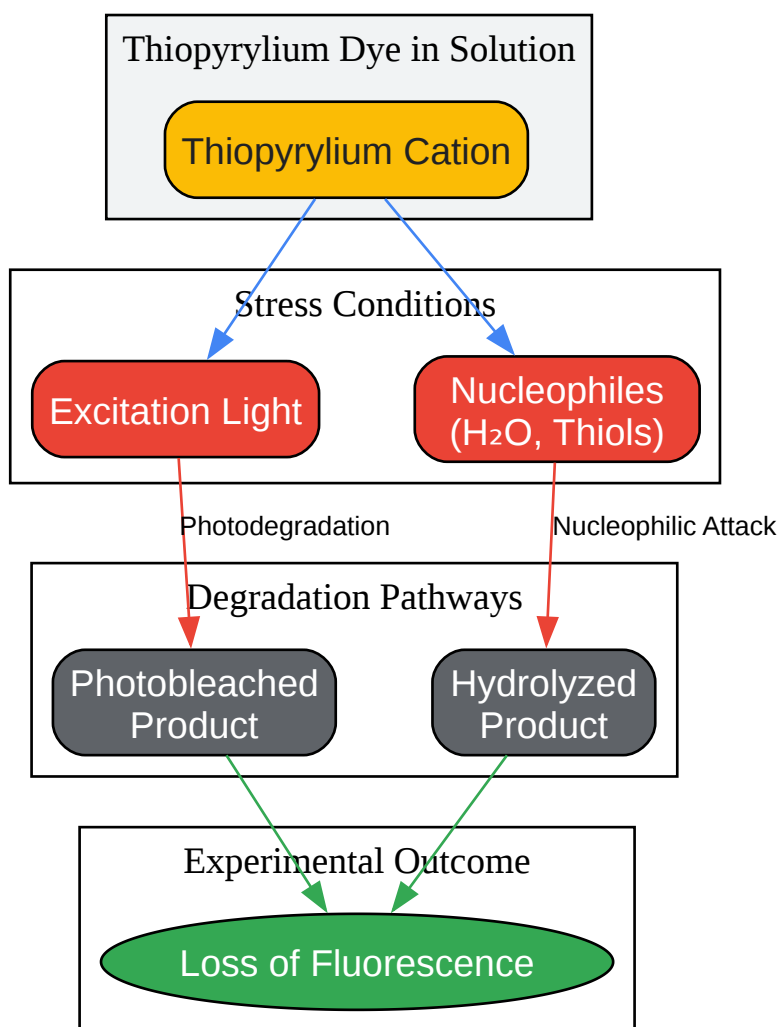 Thiopyrylium Dye in Solution
Thiopyrylium Cation
Stress Conditions
Excitation Light
Nucleophiles
(H₂O, Thiols)
Photodegradation
Nucleophilic Attack
Degradation Pathways
Photobleached
Product
Hydrolyzed
Product
Experimental Outcome
Loss of Fluorescence